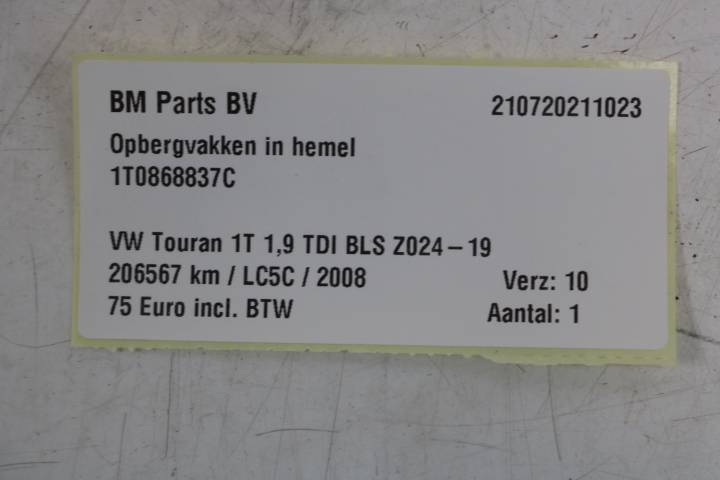 BM Parts BV 210720211023
Opbergvakken in hemel
1T0868837C
VW Touran 1T 1,9 TDI BLS Z024 – 19
206567 km / LC5C / 2008 Verz: 10
75 Euro incl. BTW Aantal: 1